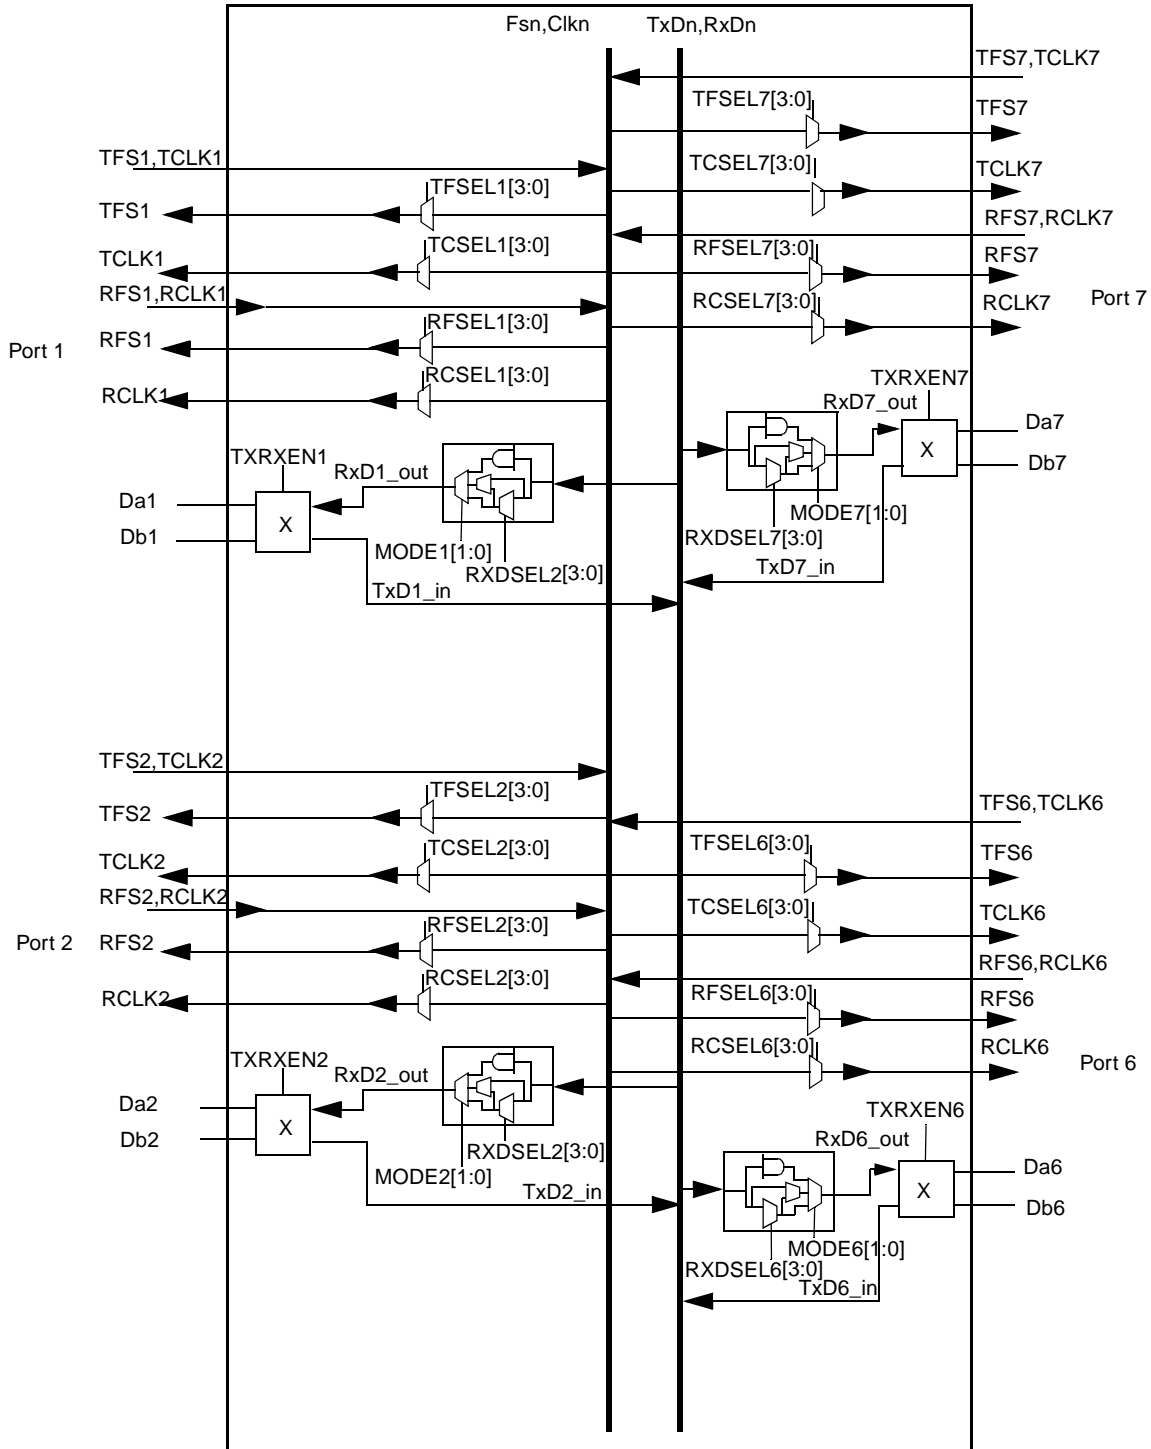 Fsn,Clkn
TxDn,RxDn
TFS7,TCLK7
TFSEL7[3:0]
TFS7
TCSEL7[3:0]
TCLK7
RFS7,RCLK7
RFSEL7[3:0]
RFS7
RCSEL7[3:0]
RCLK7
Port 7
TFS1,TCLK1
TFSEL1[3:0]
TFS1
TCSEL1[3:0]
TCLK1
RFS1,RCLK1
RFSEL1[3:0]
RFS1
Port 1
RCSEL1[3:0]
RCLK1
TXRXEN1
RxD1_out
Da1
X
Db1
MODE1[1:0]
RXDSEL2[3:0]
TxD1_in
TXRXEN7
RxD7_out
Da7
X
Db7
MODE7[1:0]
RXDSEL7[3:0]
TxD7_in
TFS2,TCLK2
TFSEL2[3:0]
TFS2
TCSEL2[3:0]
TCLK2
RFS2,RCLK2
RFSEL2[3:0]
Port 2
RFS2
RCSEL2[3:0]
RCLK2
TXRXEN2
RxD2_out
Da2
X
Db2
RXDSEL2[3:0]
MODE2[1:0]
TxD2_in
TFS6,TCLK6
TFSEL6[3:0]
TFS6
TCSEL6[3:0]
TCLK6
RFS6,RCLK6
RFSEL6[3:0]
RFS6
RCSEL6[3:0]
RCLK6
Port 6
TXRXEN6
RxD6_out
Da6
X
Db6
MODE6[1:0]
RXDSEL6[3:0]
TxD6_in